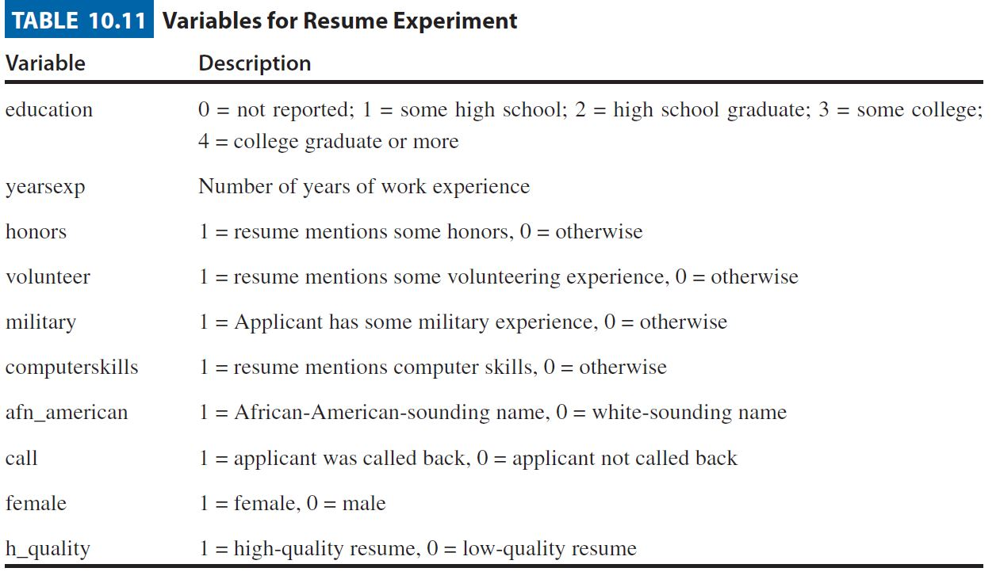 TABLE 10.11 Variables for Resume Experiment
Variable Description
education 0 = not reported; 1 = some high school; 2 = high school graduate; 3 = some college;
4 = college graduate or more
yearsexp Number of years of work experience
honors 1 = resume mentions some honors, 0 = otherwise
volunteer 1 = resume mentions some volunteering experience, 0 = otherwise
military 1 = Applicant has some military experience, 0 = otherwise
computerskills 1 = resume mentions computer skills, 0 = otherwise
afn_american 1 = African-American-sounding name, 0 = white-sounding name
call 1 = applicant was called back, 0 = applicant not called back
female 1 = female, 0 = male
h_quality 1 = high-quality resume, 0 = low-quality resume